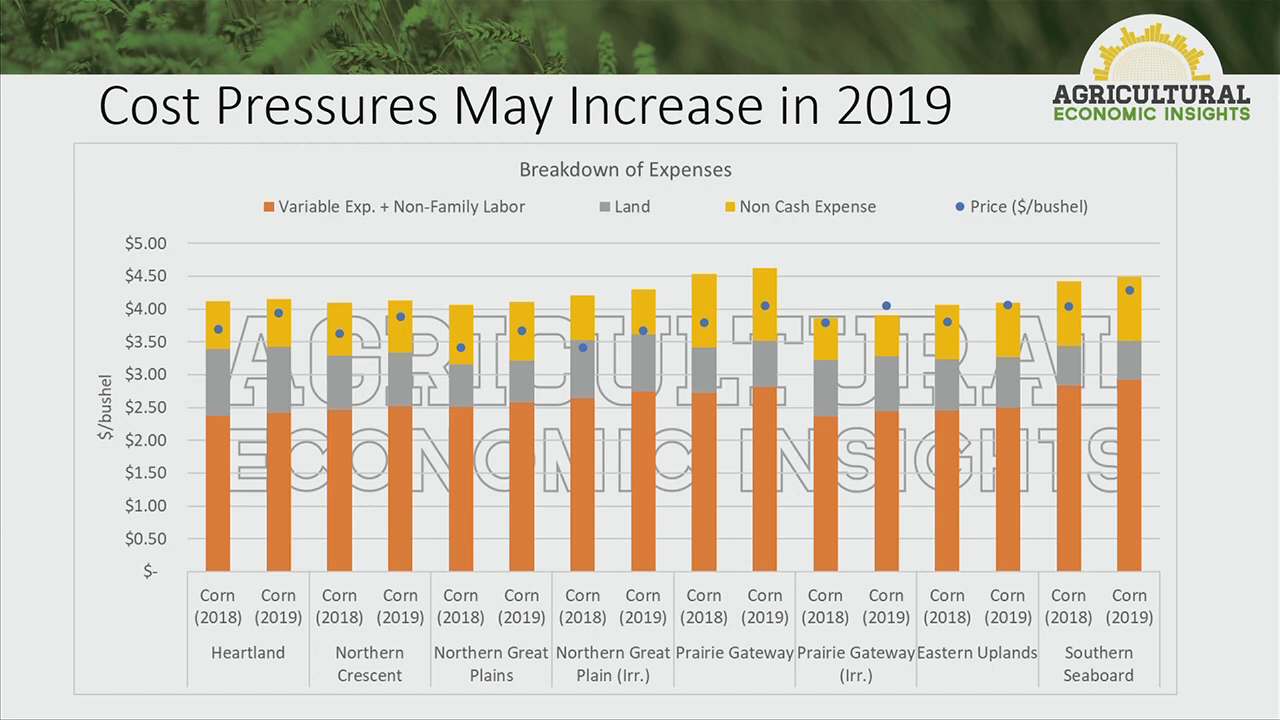 AGRICULTURAL
ECONOMIC INSIGHTS
Cost Pressures May Increase in 2019
Breakdown of Expenses
Variable Exp. + Non-Family Labor Land Non Cash Expense Price ($/bushel)
$5.00
$4.50
$4.00
$3.50
$3.00
$2.50
$2.00
$1.50
$1.00
$0.50
$-
$/bushel
AGRICULTURAL
ECONOMIC INSIGHTS
Corn Corn Corn Corn Corn Corn Corn Corn Corn Corn Corn Corn Corn Corn Corn Corn
(2018) (2019) (2018) (2019) (2018) (2019) (2018) (2019) (2018) (2019) (2018) (2019) (2018) (2019) (2018) (2019)
Heartland Northern Northern Great Northern Great Prairie Gateway Prairie Gateway Eastern Uplands Southern
Crescent Plains Plain (Irr.) (Irr.) Seaboard